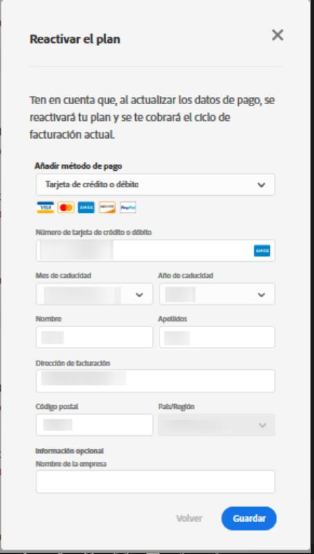 Reactivar el plan
Ten en cuenta que, al actualizar los datos de pago, se
reactivará tu plan y se te cobrará el ciclo de
facturación actual.
Añadir método de pago
Tarjeta de crédito o débito
VISA AMEX DISCOVER PayPal
Número de tarjeta de crédito o débito
AMEX
Mes de caducidad Año de caducidad
Nombre Apellidos
Dirección de facturación
Código postal País/Región
Información opcional
Nombre de la empresa
Volver Guardar